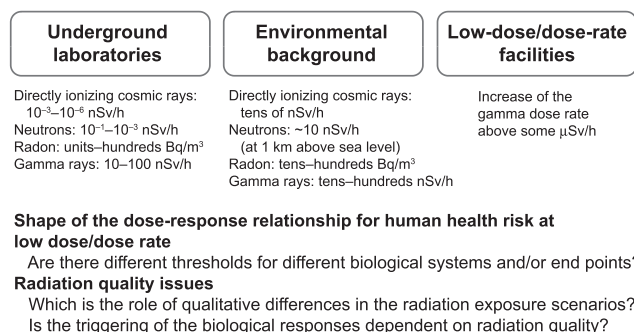 Underground
laboratories
Directly ionizing cosmic rays:
10⁻³–10⁻⁶ nSv/h
Neutrons: 10⁻¹–10⁻³ nSv/h
Radon: units–hundreds Bq/m³
Gamma rays: 10–100 nSv/h
Environmental
background
Directly ionizing cosmic rays:
tens of nSv/h
Neutrons: ~10 nSv/h
(at 1 km above sea level)
Radon: tens–hundreds Bq/m³
Gamma rays: tens–hundreds nSv/h
Low-dose/dose-rate
facilities
Increase of the
gamma dose rate
above some μSv/h
Shape of the dose-response relationship for human health risk at
low dose/dose rate
Are there different thresholds for different biological systems and/or end points?
Radiation quality issues
Which is the role of qualitative differences in the radiation exposure scenarios?
Is the triggering of the biological responses dependent on radiation quality?